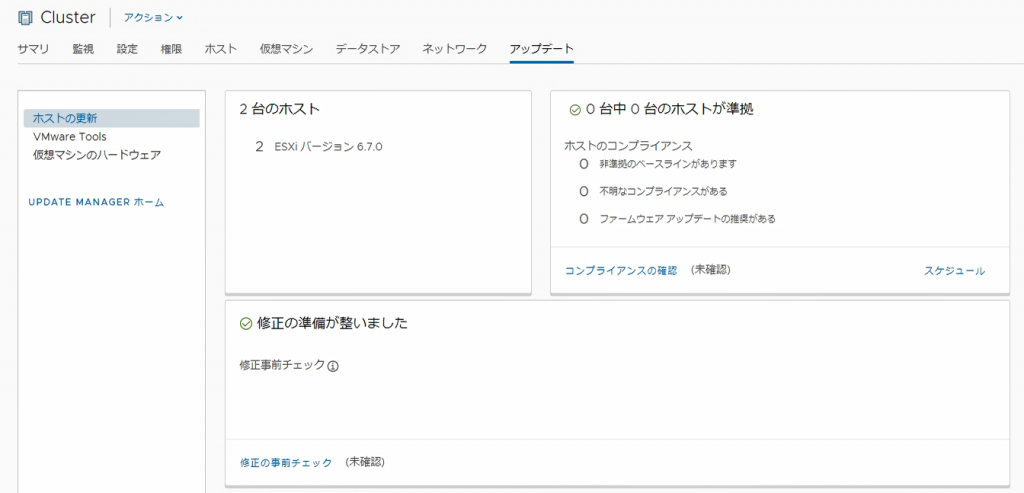 Cluster アクション
サマリ 監視 設定 権限 ホスト 仮想マシン データストア ネットワーク アップデート
ホストの更新
VMware Tools
仮想マシンのハードウェア
UPDATE MANAGER ホーム
2 台のホスト
2 ESXi バージョン 6.7.0
0 台中 0 台のホストが準拠
ホストのコンプライアンス
0 非準拠のベースラインがあります
0 不明なコンプライアンスがある
0 ファームウェア アップデートの推奨がある
コンプライアンスの確認 (未確認) スケジュール
修正の準備が整いました
修正事前チェック
修正の事前チェック (未確認)